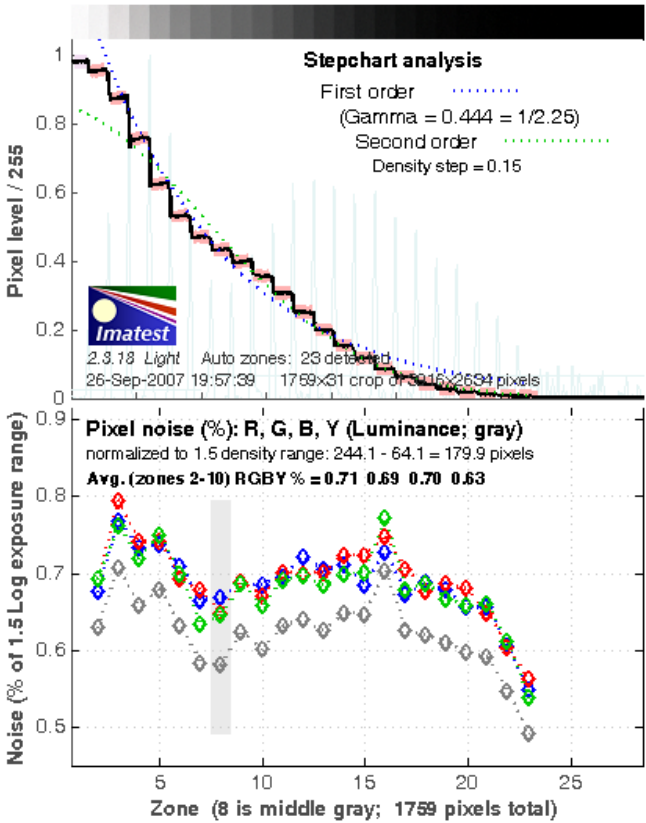 Stepchart analysis
First order
(Gamma = 0.444 = 1/2.25)
Second order
Density step = 0.15
Pixel level / 255
1
0.8
0.6
0.4
0.2
0
Imatest
2.3.18 Light Auto zones: 23 detected
26-Sep-2007 19:57:39 1759x31 crop of 3916x2634 pixels
0.9
0.8
0.7
0.6
0.5
Noise (% of 1.5 Log exposure range)
Pixel noise (%): R, G, B, Y (Luminance; gray)
normalized to 1.5 density range: 244.1 - 64.1 = 179.9 pixels
Avg. (zones 2-10) RGBY % = 0.71 0.69 0.70 0.63
5 10 15 20 25
Zone (8 is middle gray; 1759 pixels total)